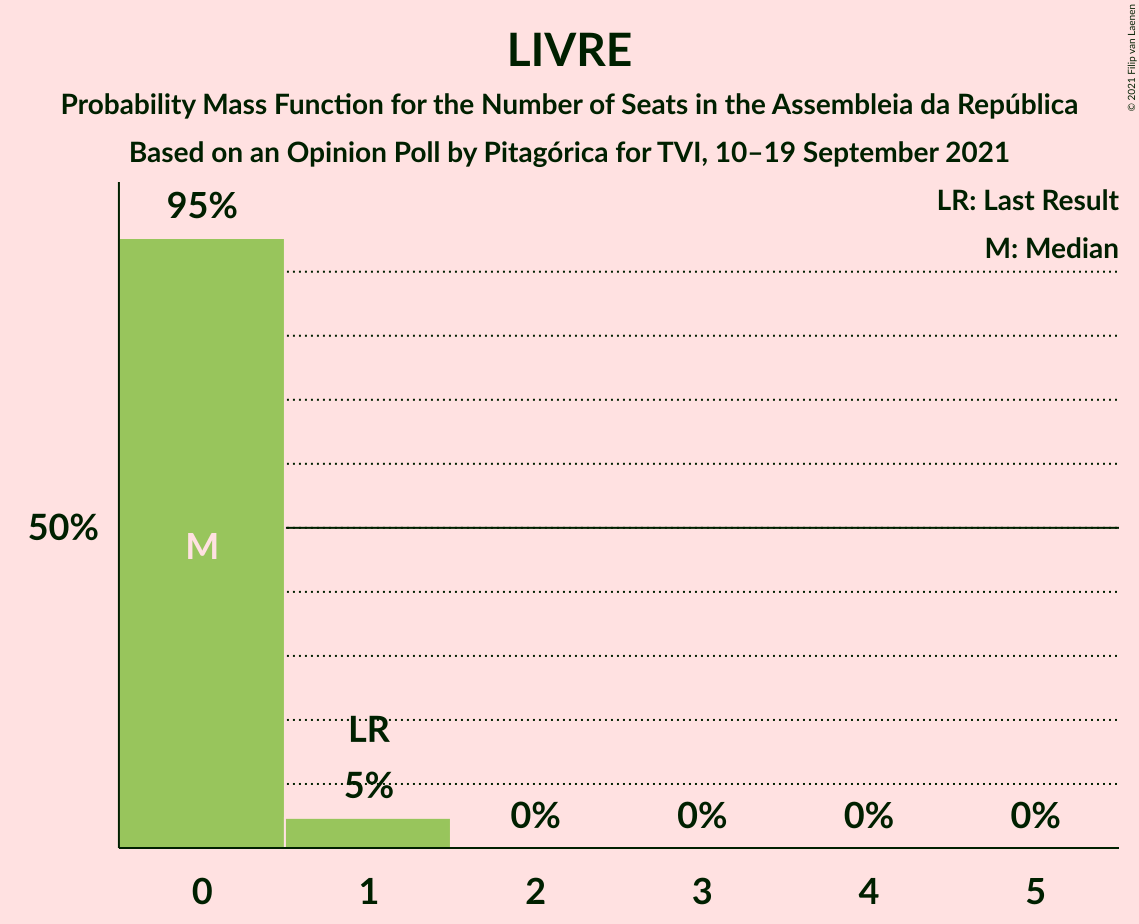 LIVRE
Probability Mass Function for the Number of Seats in the Assembleia da República
Based on an Opinion Poll by Pitagórica for TVI, 10–19 September 2021
© 2021 Filip van Laenen
LR: Last Result
M: Median
95%
50%
M
LR
5%
0%
0%
0%
0%
0
1
2
3
4
5